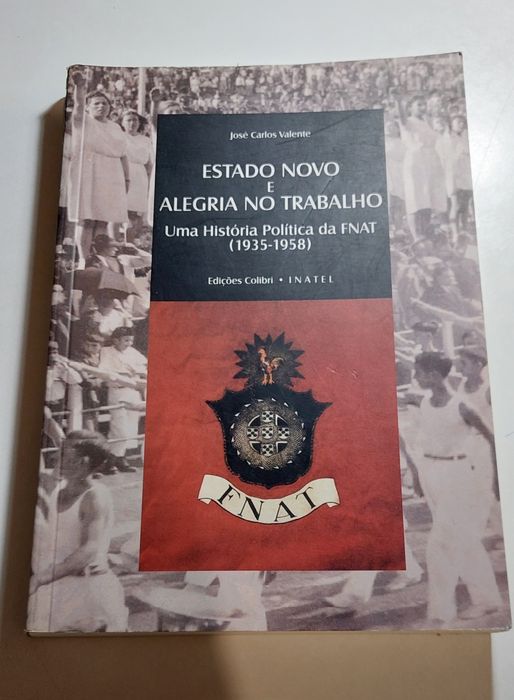 José Carlos Valente
ESTADO NOVO
E
ALEGRIA NO TRABALHO
Uma História Política da FNAT
(1935-1958)
Edições Colibri • INATEL
FNAT